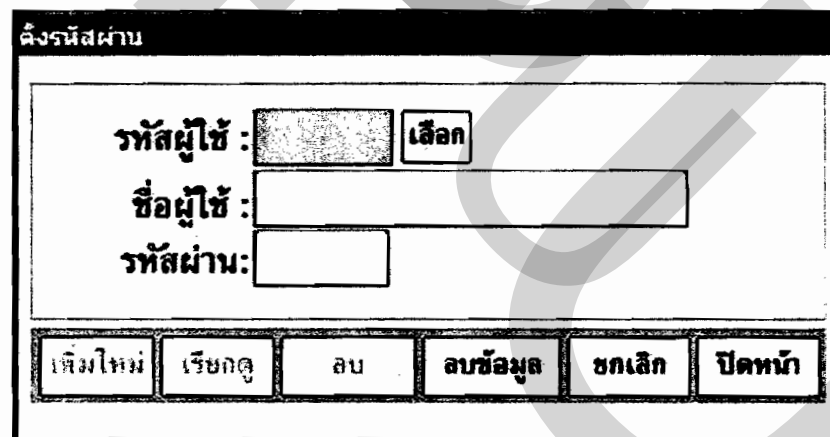 ตั้งรหัสผ่าน
รหัสผู้ใช้ : เลือก
ชื่อผู้ใช้ :
รหัสผ่าน:
เพิ่มใหม่ เรียกดู ลบ ลบข้อมูล ยกเลิก ปิดหน้า